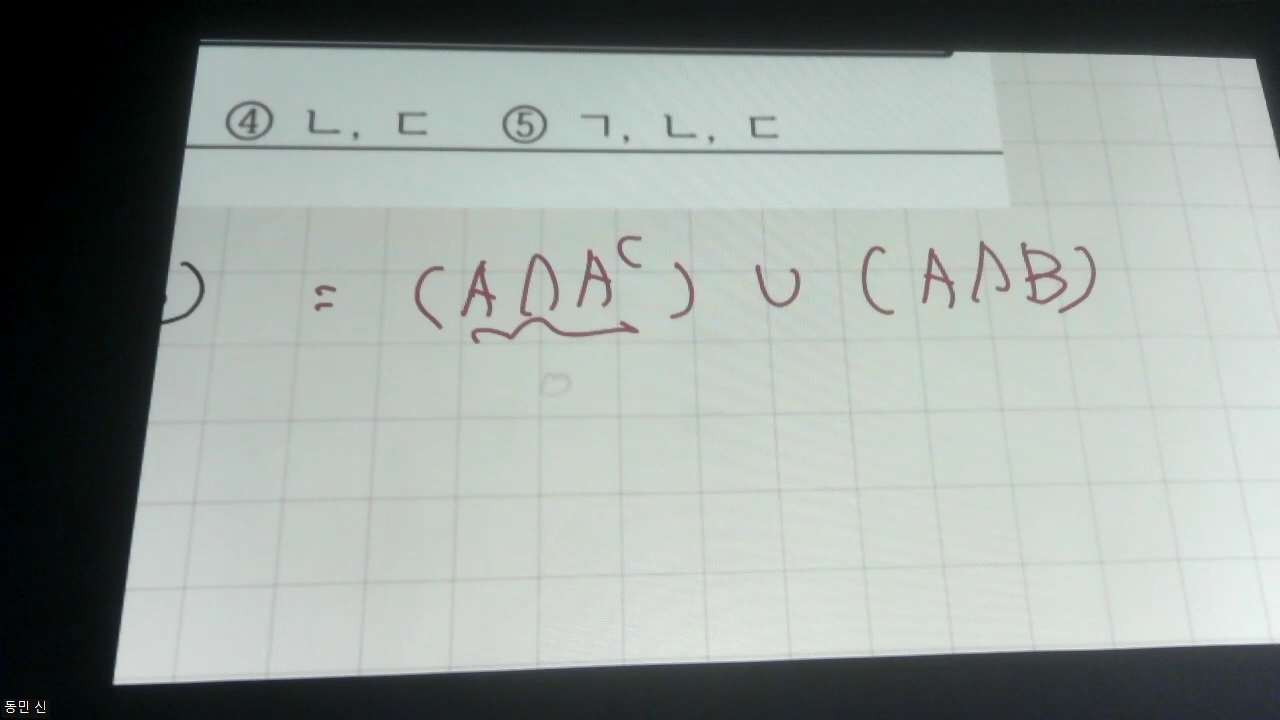 ④ ㄴ, ㄷ ⑤ ㄱ, ㄴ, ㄷ
) = (A∩A^C) ∪ (A∩B)
동민 신